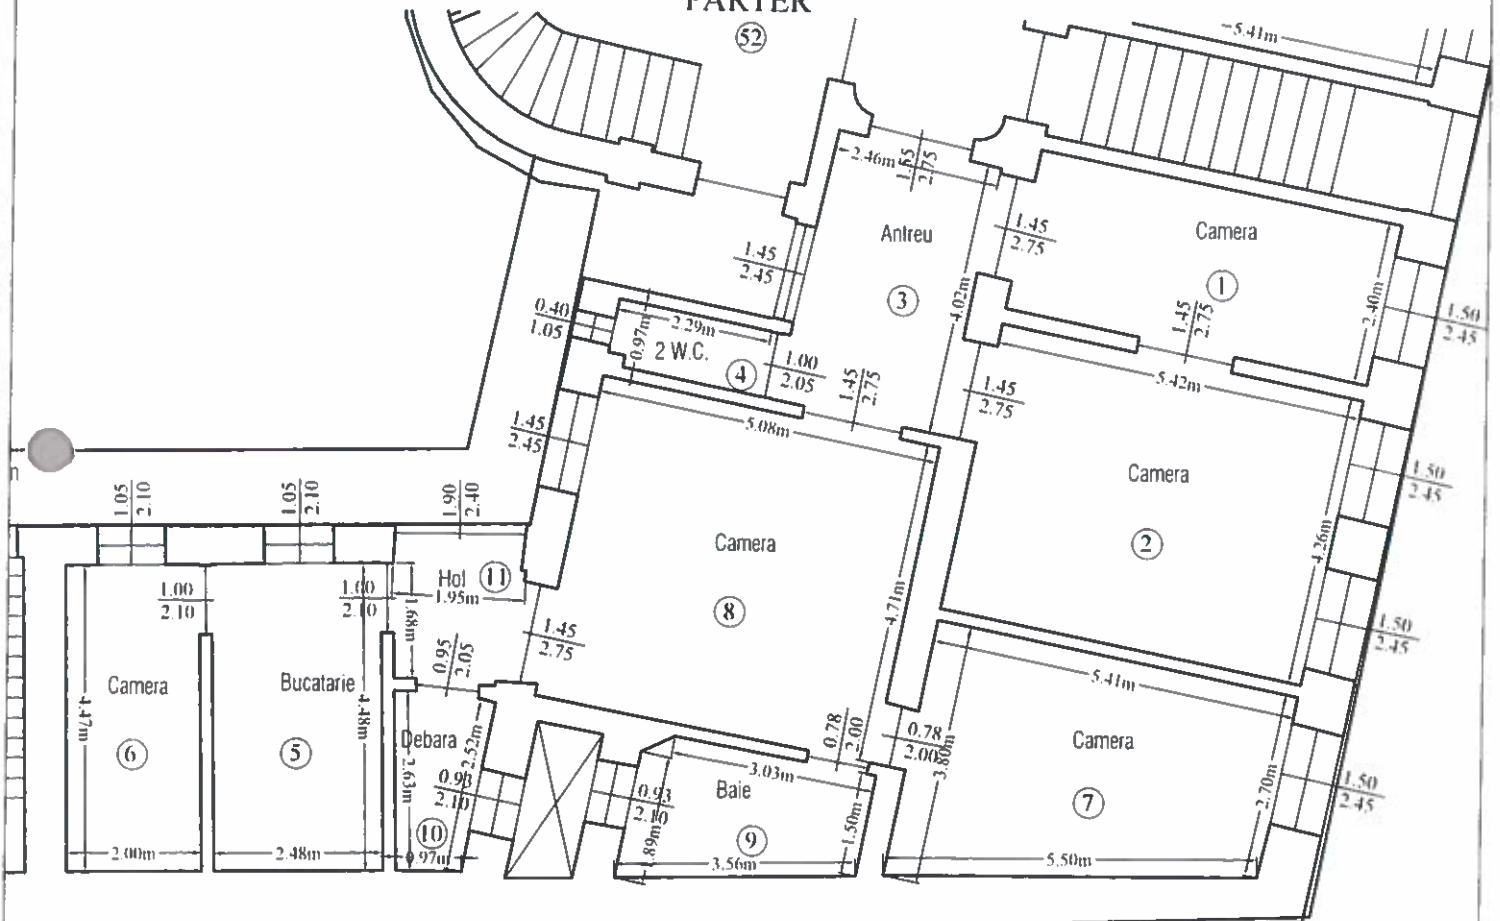 PARTER
52
5.41m
2.46m
1.65
2.75
Antreu
3
4.02m
1.45
2.75
Camera
1
2.40m
1.50
2.45
1.45
2.45
0.40
1.05
2.29m
0.97m
2 W.C.
4
1.00
2.05
1.45
2.75
1.45
2.75
5.42m
1.45
2.75
1.45
2.45
5.08m
Camera
2
4.26m
1.50
2.45
1.50
2.45
m
1.05
2.10
1.05
2.10
1.90
2.40
Camera
8
4.71m
Hol
11
1.95m
1.00
2.10
1.00
2.10
1.68m
1.45
2.75
0.95
2.05
Camera
6
4.47m
2.00m
Bucatarie
5
4.48m
2.48m
Debara
2.52m
2.63m
0.93
2.10
10
0.97m
0.78
2.00
0.78
2.00
3.80m
5.41m
Camera
7
2.70m
1.50
2.45
5.50m
3.03m
Baie
0.93
2.10
9
1.89m
1.50m
3.56m